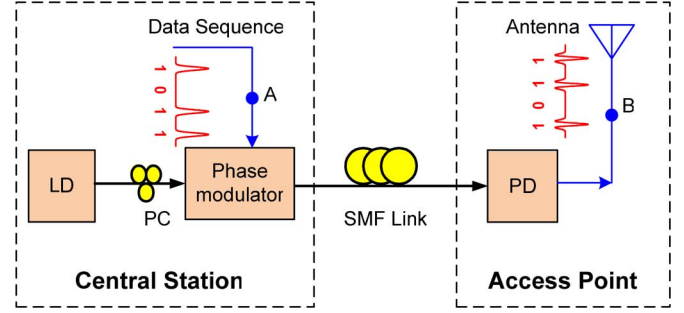 Data Sequence
1 0 1 1
A
LD
PC
Phase
modulator
SMF Link
Central Station
Antenna
1 0 1 1
B
PD
Access Point